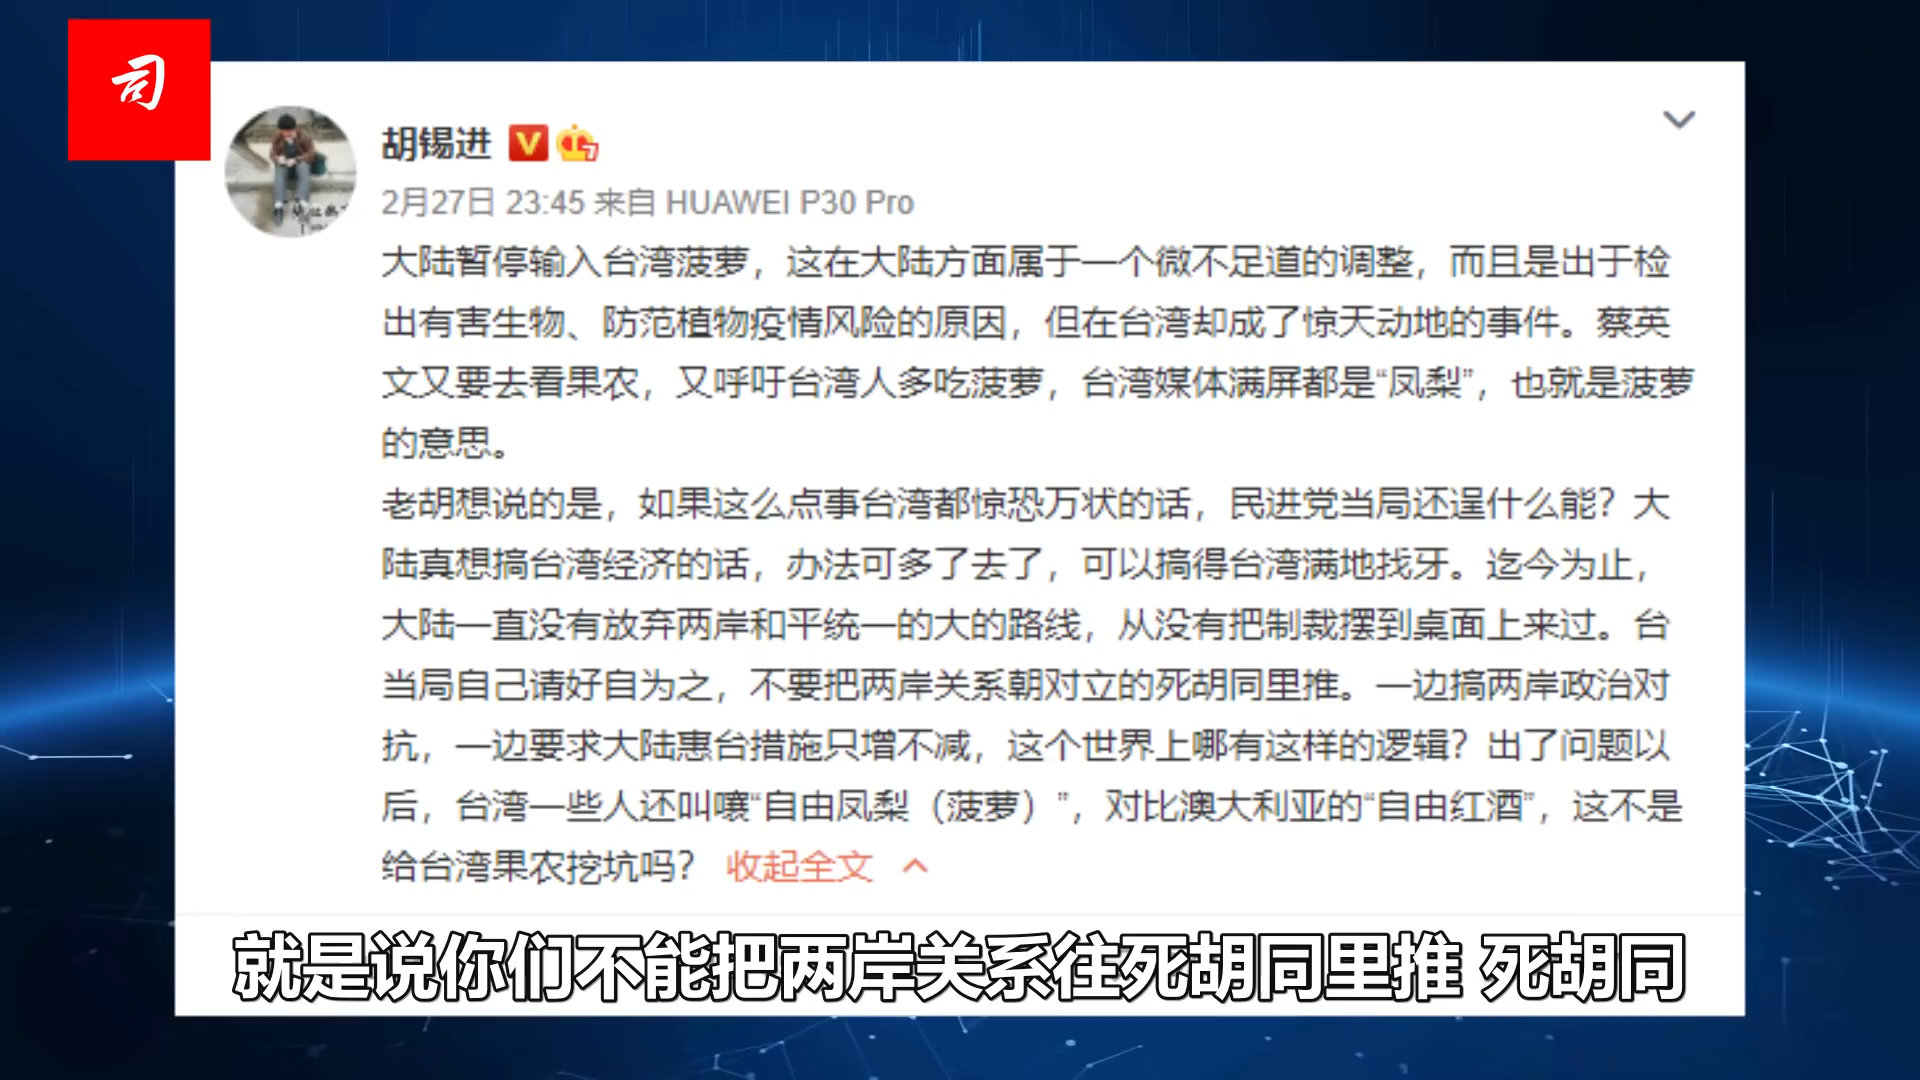 司
胡锡进
2月27日 23:45 来自 HUAWEI P30 Pro
大陆暂停输入台湾菠萝，这在大陆方面属于一个微不足道的调整，而且是出于检
出有害生物、防范植物疫情风险的原因，但在台湾却成了惊天动地的事件。蔡英
文又要去看果农，又呼吁台湾人多吃菠萝，台湾媒体满屏都是“凤梨”，也就是菠萝
的意思。
老胡想说的是，如果这么点事台湾都惊恐万状的话，民进党当局还逞什么能？大
陆真想搞台湾经济的话，办法可多了去了，可以搞得台湾满地找牙。迄今为止，
大陆一直没有放弃两岸和平统一的大的路线，从没有把制裁摆到桌面上来过。台
当局自己请好自为之，不要把两岸关系朝对立的死胡同里推。一边搞两岸政治对
抗，一边要求大陆惠台措施只增不减，这个世界上哪有这样的逻辑？出了问题以
后，台湾一些人还叫嚷“自由凤梨（菠萝）”，对比澳大利亚的“自由红酒”，这不是
给台湾果农挖坑吗？ 收起全文
就是说你们不能把两岸关系往死胡同里推 死胡同